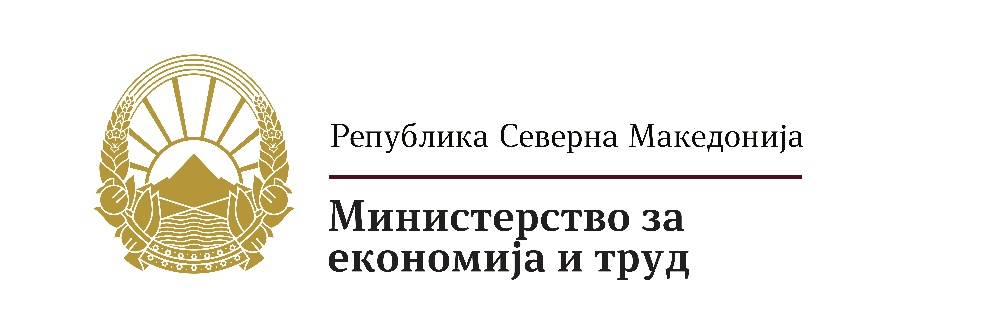 Република Северна Македонија
Министерство за
економија и труд